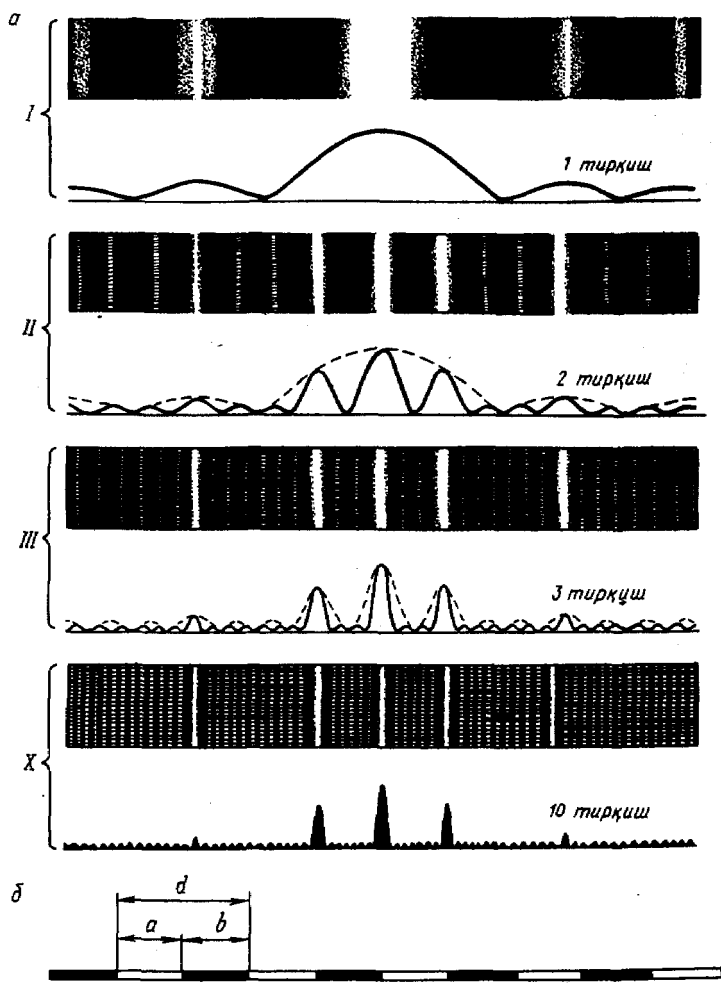 а
I
1 тирқиш
II
2 тирқиш
III
3 тирқиш
X
10 тирқиш
б
d
a b